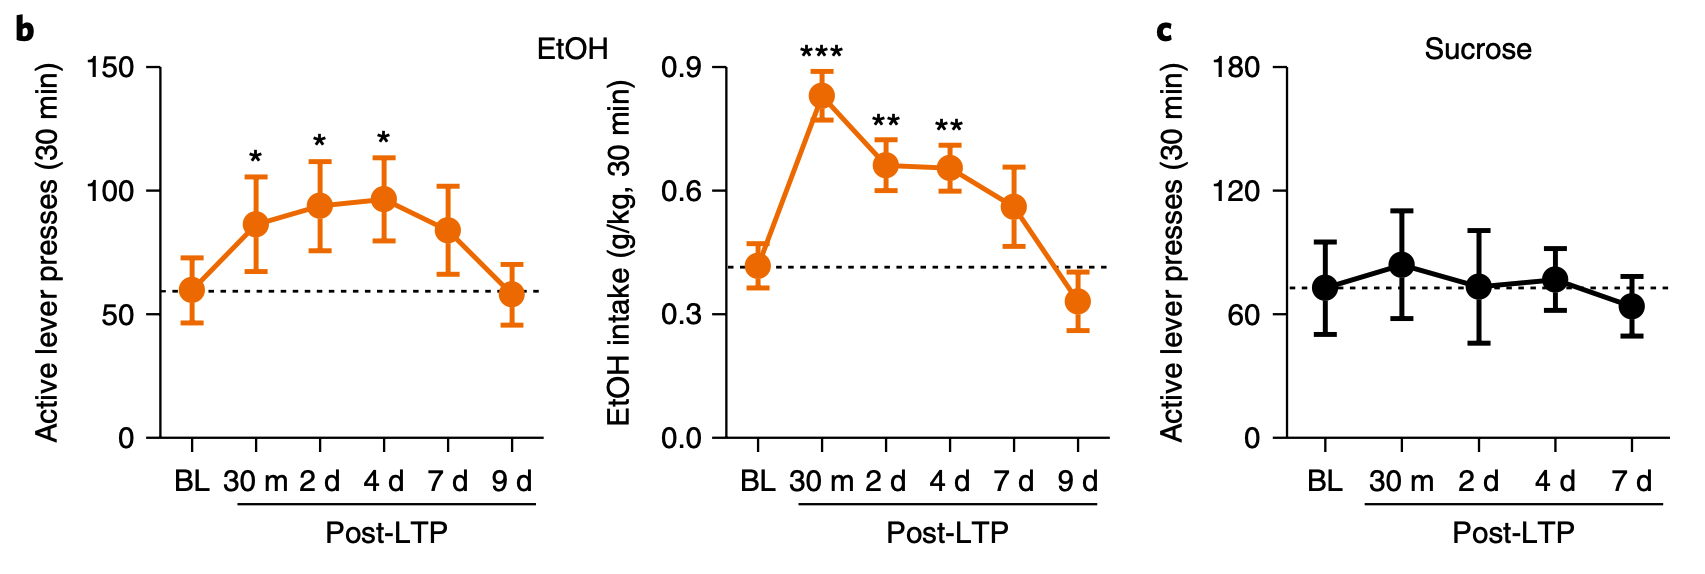 b
EtOH
Active lever presses (30 min)
150
100
50
0
* * *
BL 30 m 2 d 4 d 7 d 9 d
Post-LTP
EtOH intake (g/kg, 30 min)
0.9
0.6
0.3
0.0
*** ** **
BL 30 m 2 d 4 d 7 d 9 d
Post-LTP
c
Sucrose
Active lever presses (30 min)
180
120
60
0
BL 30 m 2 d 4 d 7 d
Post-LTP